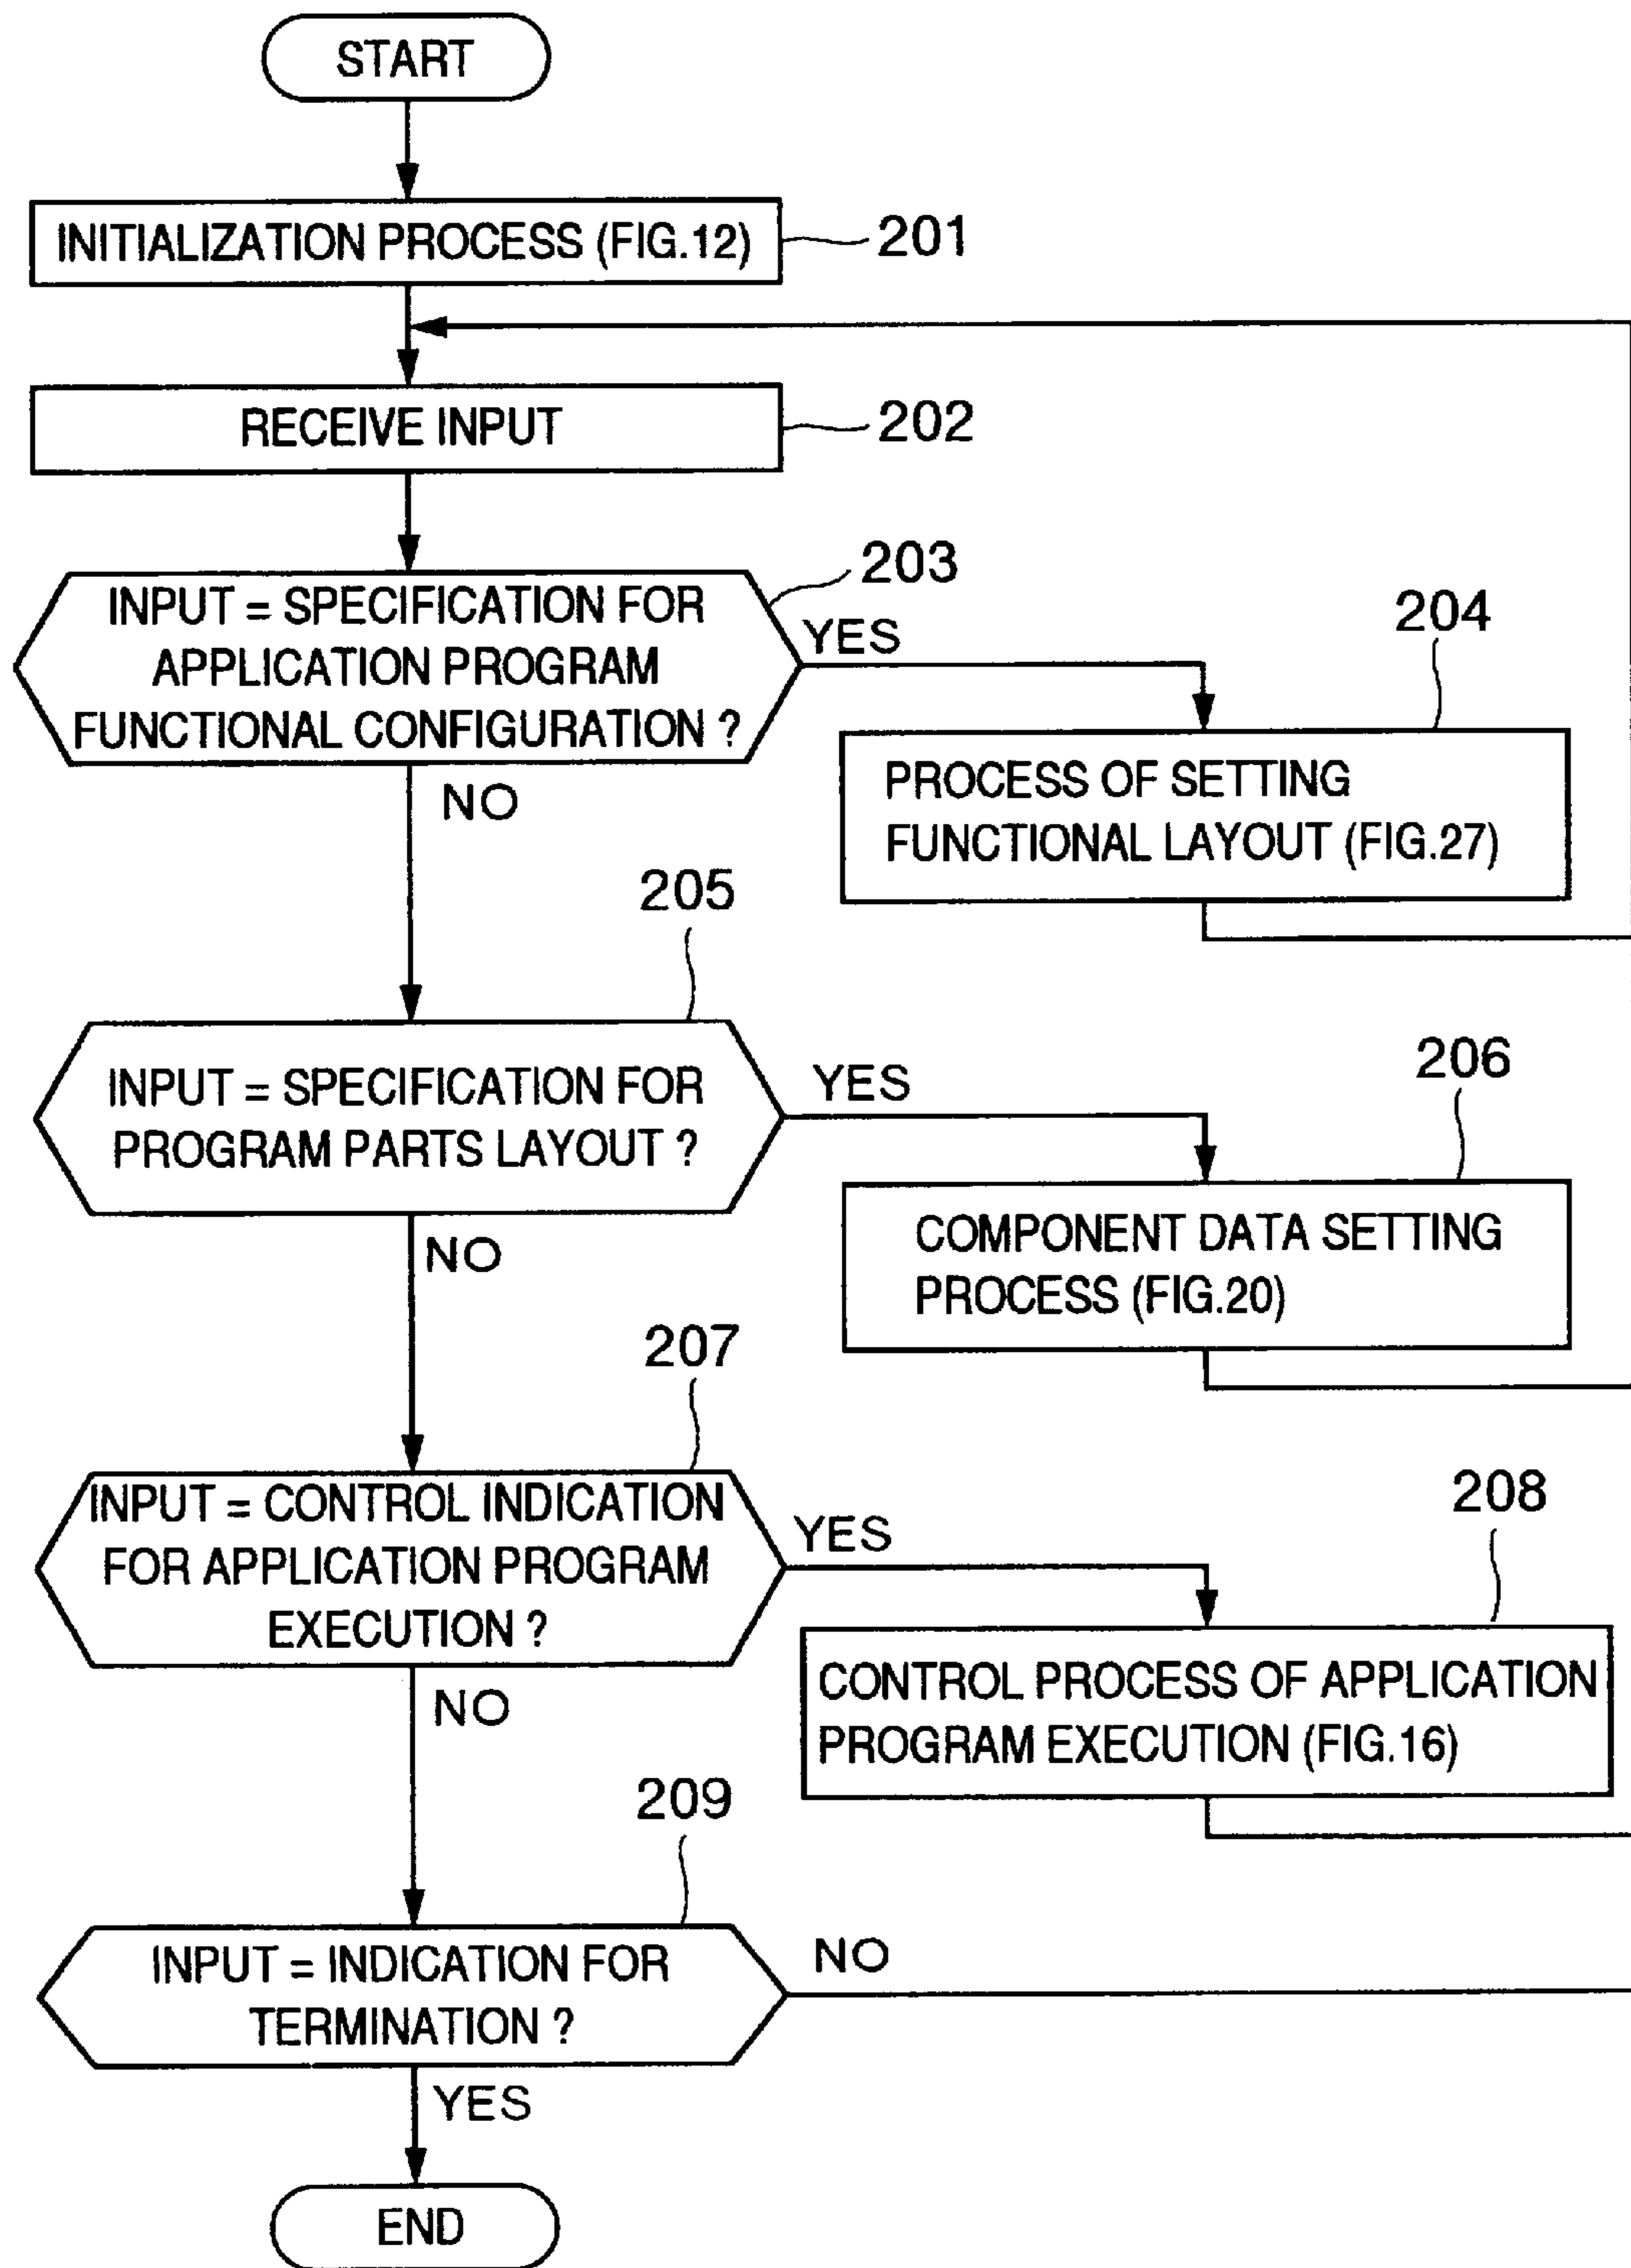 START
INITIALIZATION PROCESS (FIG.12)
201
RECEIVE INPUT
202
203
INPUT = SPECIFICATION FOR
APPLICATION PROGRAM
FUNCTIONAL CONFIGURATION ?
YES
NO
204
PROCESS OF SETTING
FUNCTIONAL LAYOUT (FIG.27)
205
INPUT = SPECIFICATION FOR
PROGRAM PARTS LAYOUT ?
YES
NO
206
COMPONENT DATA SETTING
PROCESS (FIG.20)
207
INPUT = CONTROL INDICATION
FOR APPLICATION PROGRAM
EXECUTION ?
YES
NO
208
CONTROL PROCESS OF APPLICATION
PROGRAM EXECUTION (FIG.16)
209
INPUT = INDICATION FOR
TERMINATION ?
NO
YES
END